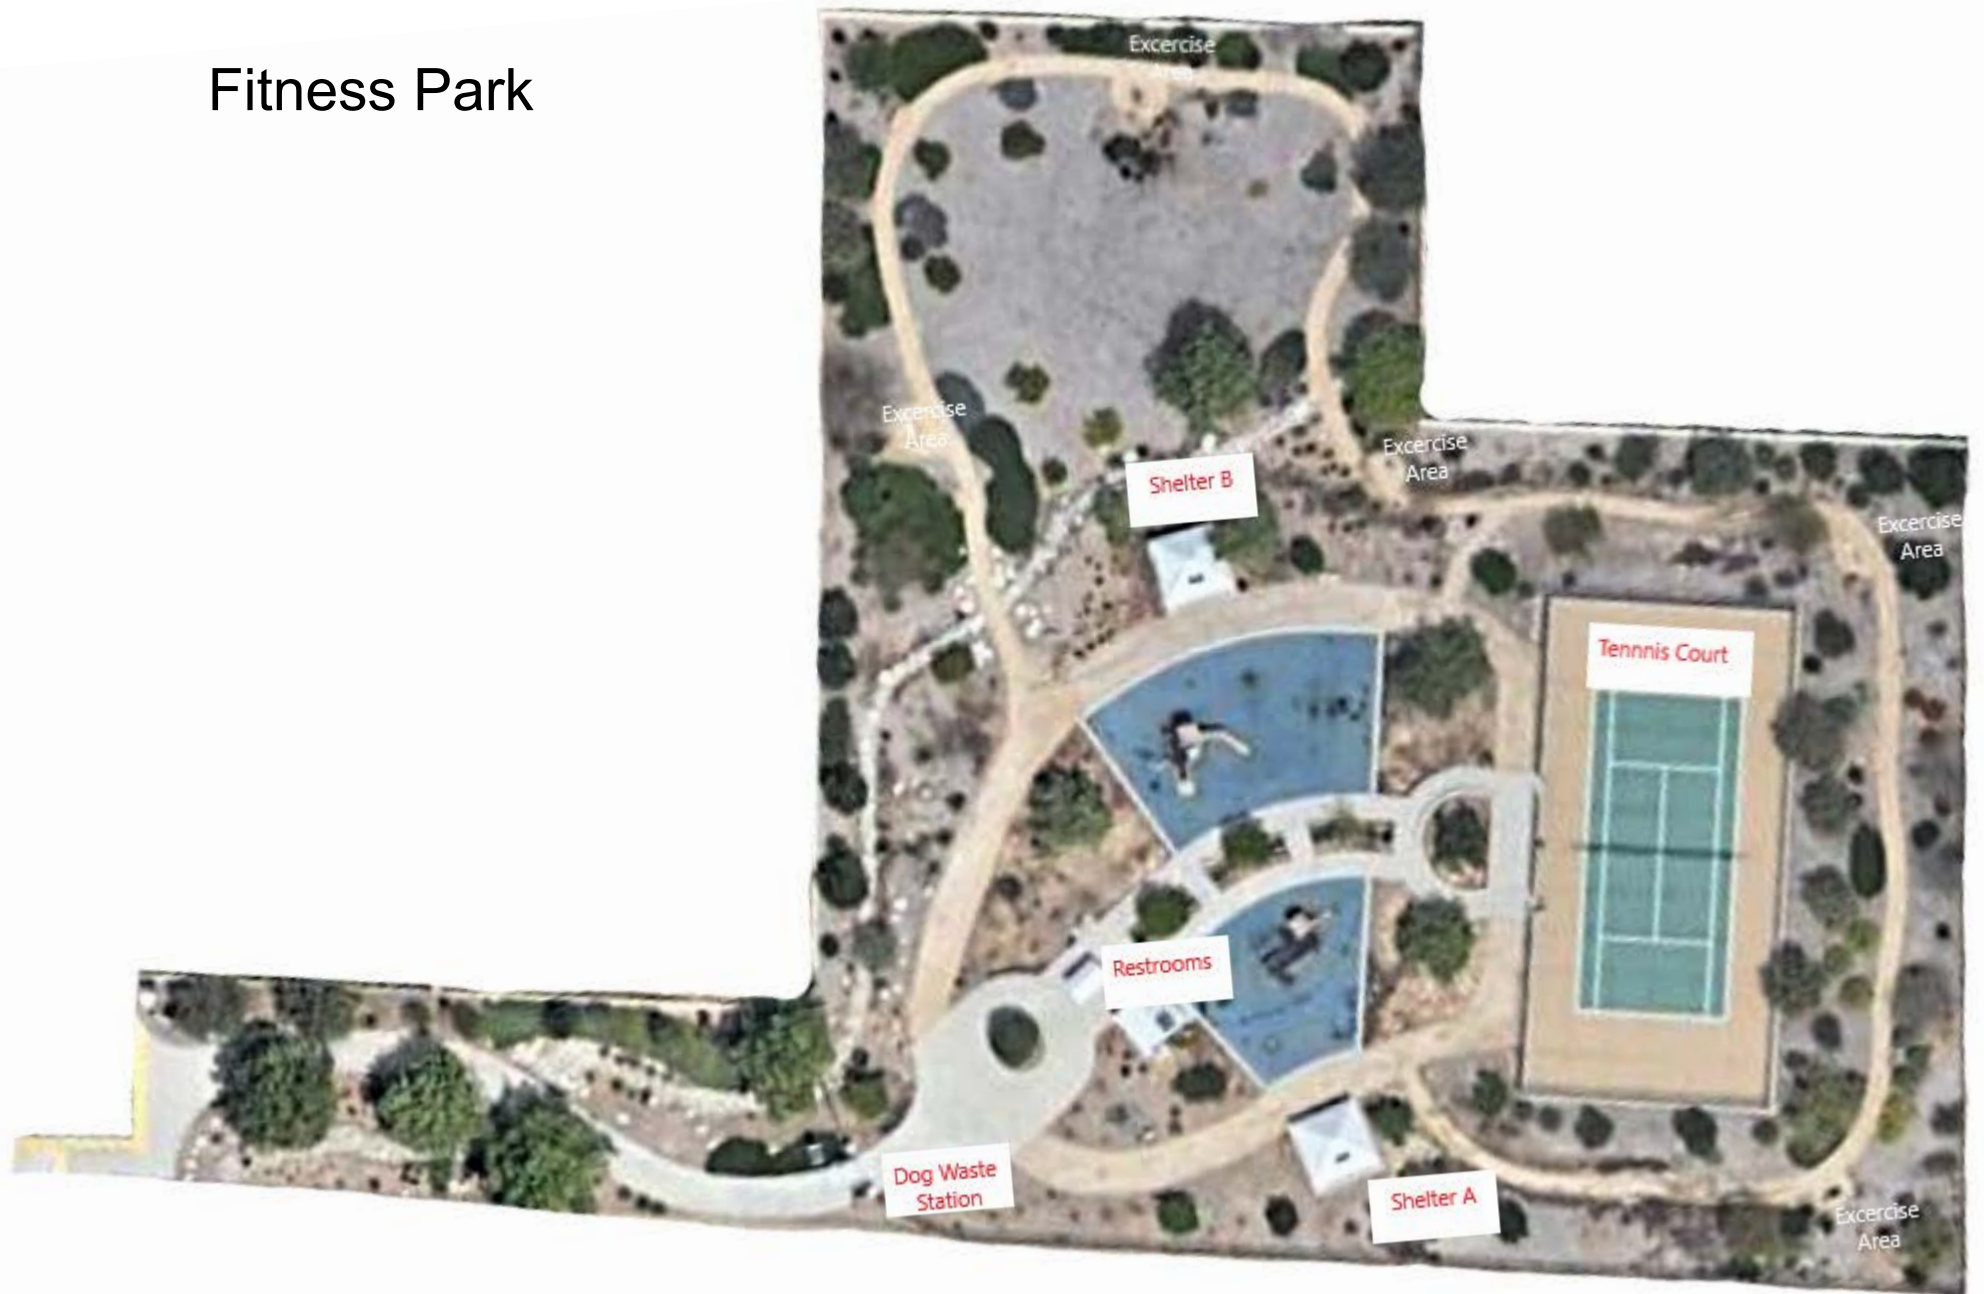 Fitness Park
Excercise
Area
Excercise
Area
Excercise
Area
Shelter B
Excercise
Area
Tennnis Court
Restrooms
Dog Waste
Station
Shelter A
Excercise
Area